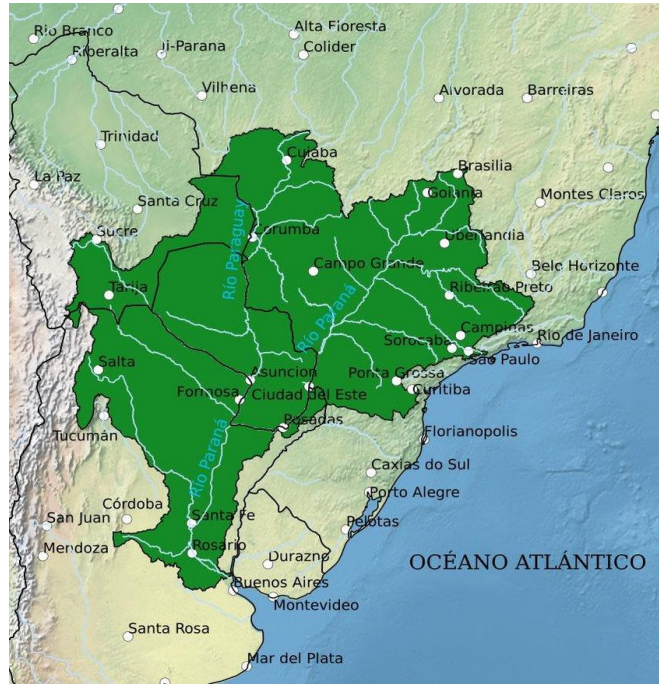 Alta Floresta
Rio Branco
ji-Parana
Colider
Riberalta
Vilhena
Alvorada
Barreiras
Trinidad
Cuiaba
Brasilia
La Paz
Goiania
Montes Claros
Santa Cruz
Sucre
Corumba
Uberlandia
Río Paraguay
Campo Grande
Belo Horizonte
Tarija
Ribeirao Preto
Río Paraná
Campinas
Rio de Janeiro
Sorocaba
Sao Paulo
Salta
Asuncion
Ponta Grossa
Formosa
Ciudad del Este
Curitiba
Tucumán
Posadas
Florianopolis
Río Paraná
Caxias do Sul
Porto Alegre
Córdoba
San Juan
Santa Fe
Pelotas
Mendoza
Rosario
Durazno
OCÉANO ATLÁNTICO
Buenos Aires
Montevideo
Santa Rosa
Mar del Plata